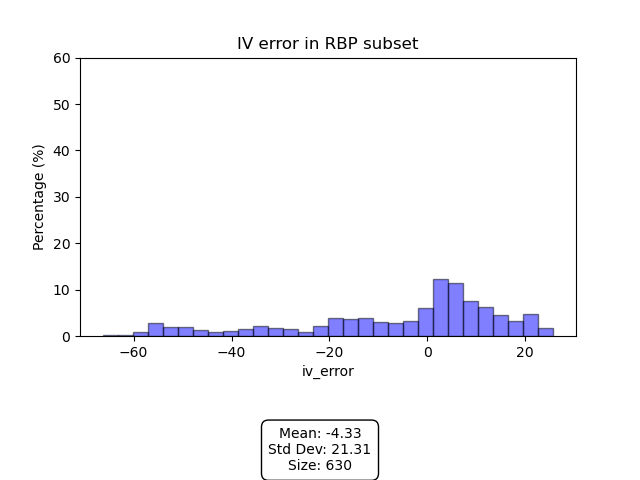 IV error in RBP subset
60
50
40
30
20
10
0
Percentage (%)
−60
−40
−20
0
20
iv_error
Mean: -4.33
Std Dev: 21.31
Size: 630